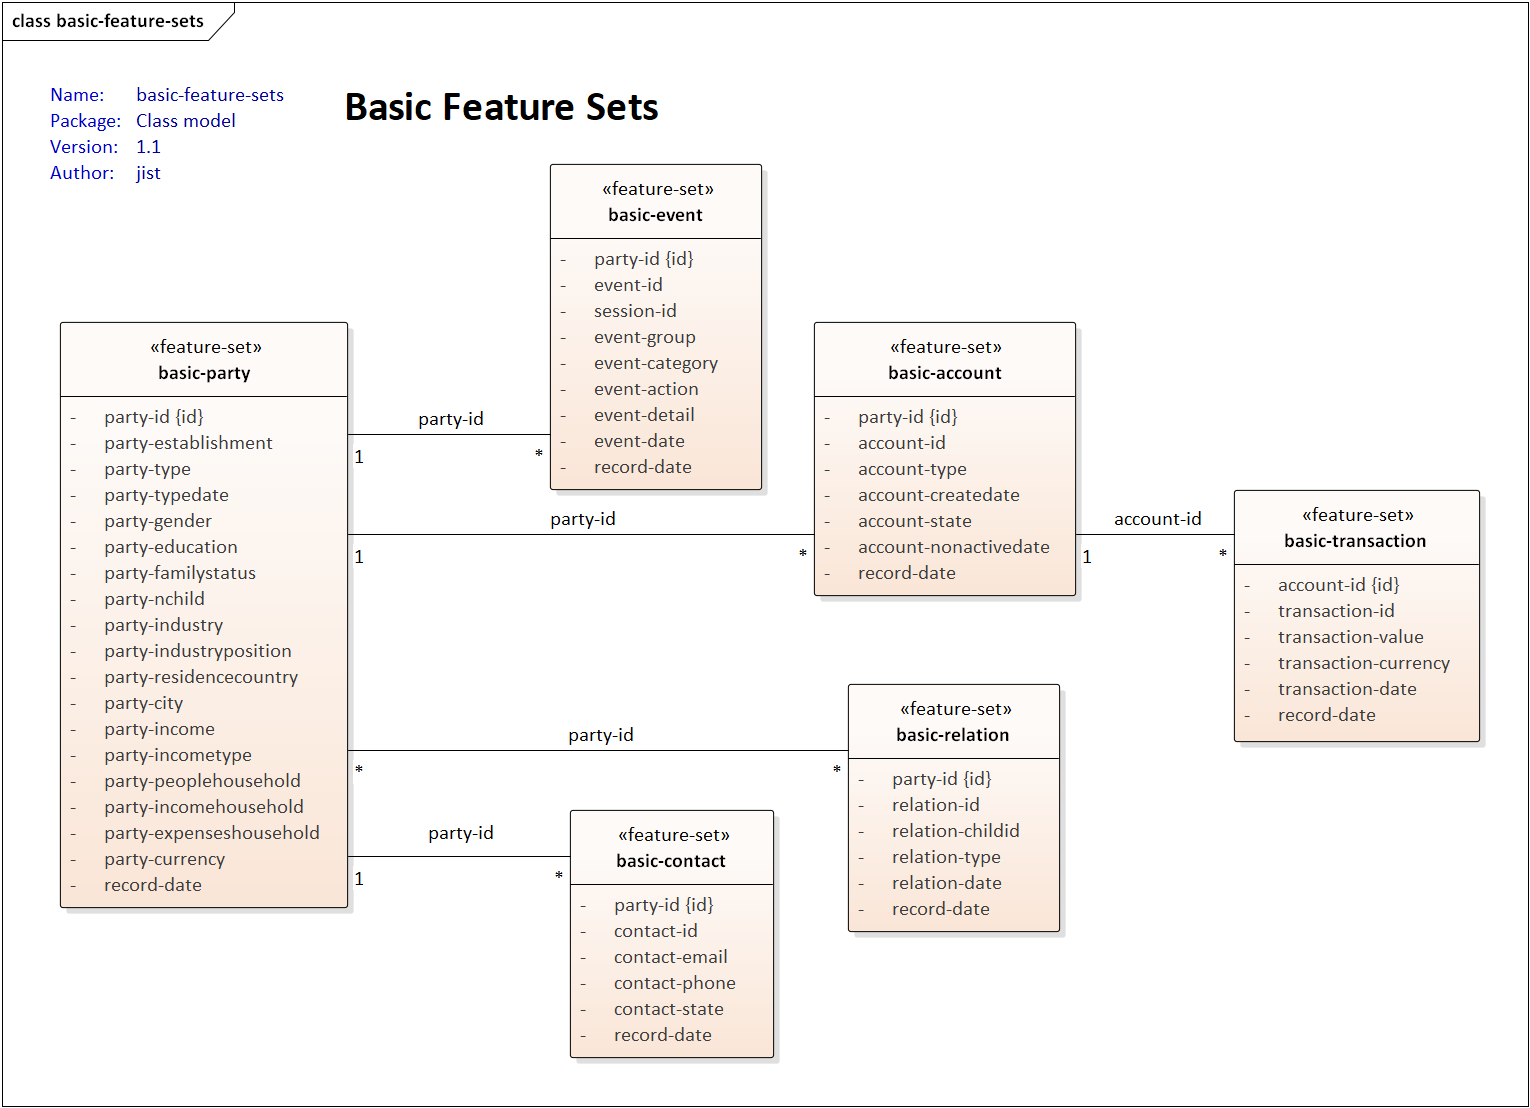 class basic-feature-sets
Name: basic-feature-sets
Package: Class model
Version: 1.1
Author: jist
Basic Feature Sets
«feature-set»
basic-event
- party-id {id}
- event-id
- session-id
- event-group
- event-category
- event-action
- event-detail
- event-date
- record-date
«feature-set»
basic-party
- party-id {id}
- party-establishment
- party-type
- party-typedate
- party-gender
- party-education
- party-familystatus
- party-nchild
- party-industry
- party-industryposition
- party-residencecountry
- party-city
- party-income
- party-incometype
- party-peoplehousehold
- party-incomehousehold
- party-expenseshousehold
- party-currency
- record-date
party-id
1 *
party-id
1 *
«feature-set»
basic-account
- party-id {id}
- account-id
- account-type
- account-createdate
- account-state
- account-nonactivedate
- record-date
account-id
1 *
«feature-set»
basic-transaction
- account-id {id}
- transaction-id
- transaction-value
- transaction-currency
- transaction-date
- record-date
party-id
* *
«feature-set»
basic-relation
- party-id {id}
- relation-id
- relation-childid
- relation-type
- relation-date
- record-date
party-id
1 *
«feature-set»
basic-contact
- party-id {id}
- contact-id
- contact-email
- contact-phone
- contact-state
- record-date